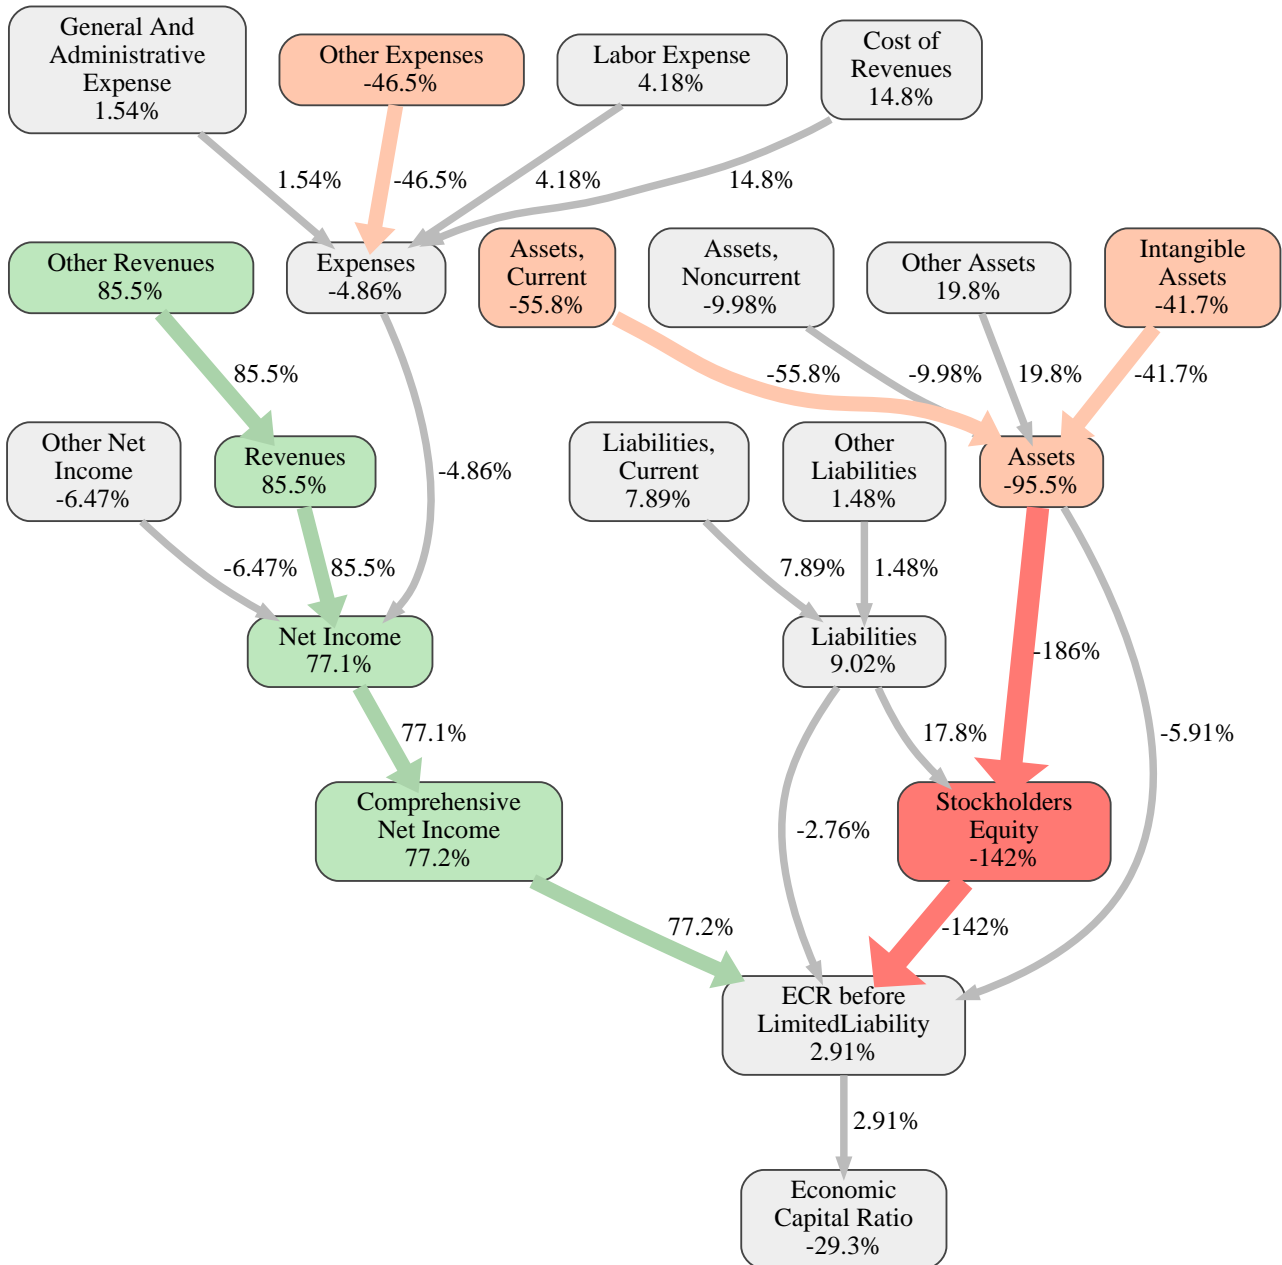 General And
Administrative
Expense
1.54%
Other Expenses
-46.5%
Labor Expense
4.18%
Cost of
Revenues
14.8%
1.54%
-46.5%
4.18%
14.8%
Other Revenues
85.5%
Expenses
-4.86%
Assets,
Current
-55.8%
Assets,
Noncurrent
-9.98%
Other Assets
19.8%
Intangible
Assets
-41.7%
85.5%
-55.8%
-9.98%
19.8%
-41.7%
Other Net
Income
-6.47%
Revenues
85.5%
-4.86%
Liabilities,
Current
7.89%
Other
Liabilities
1.48%
Assets
-95.5%
-6.47%
85.5%
7.89%
1.48%
Net Income
77.1%
Liabilities
9.02%
-186%
77.1%
17.8%
-5.91%
Comprehensive
Net Income
77.2%
-2.76%
Stockholders
Equity
-142%
77.2%
-142%
ECR before
LimitedLiability
2.91%
2.91%
Economic
Capital Ratio
-29.3%